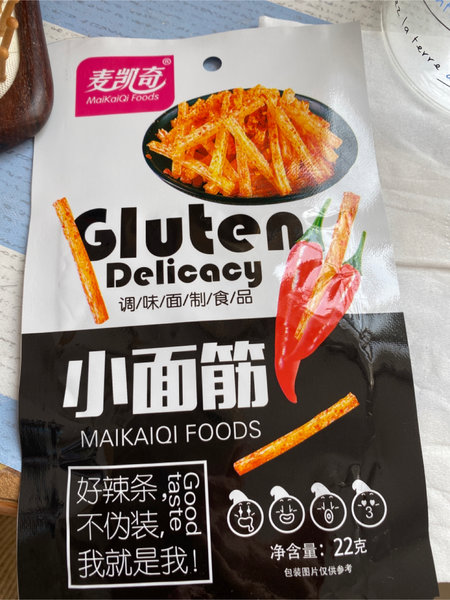 麦凯奇®
MaiKaiQi Foods
Gluten
Delicacy
调/味/面/制/食/品
小面筋
MAIKAIQI FOODS
好辣条,
不伪装,
我就是我!
Good
taste
净含量: 22克
包装图片仅供参考
la terre